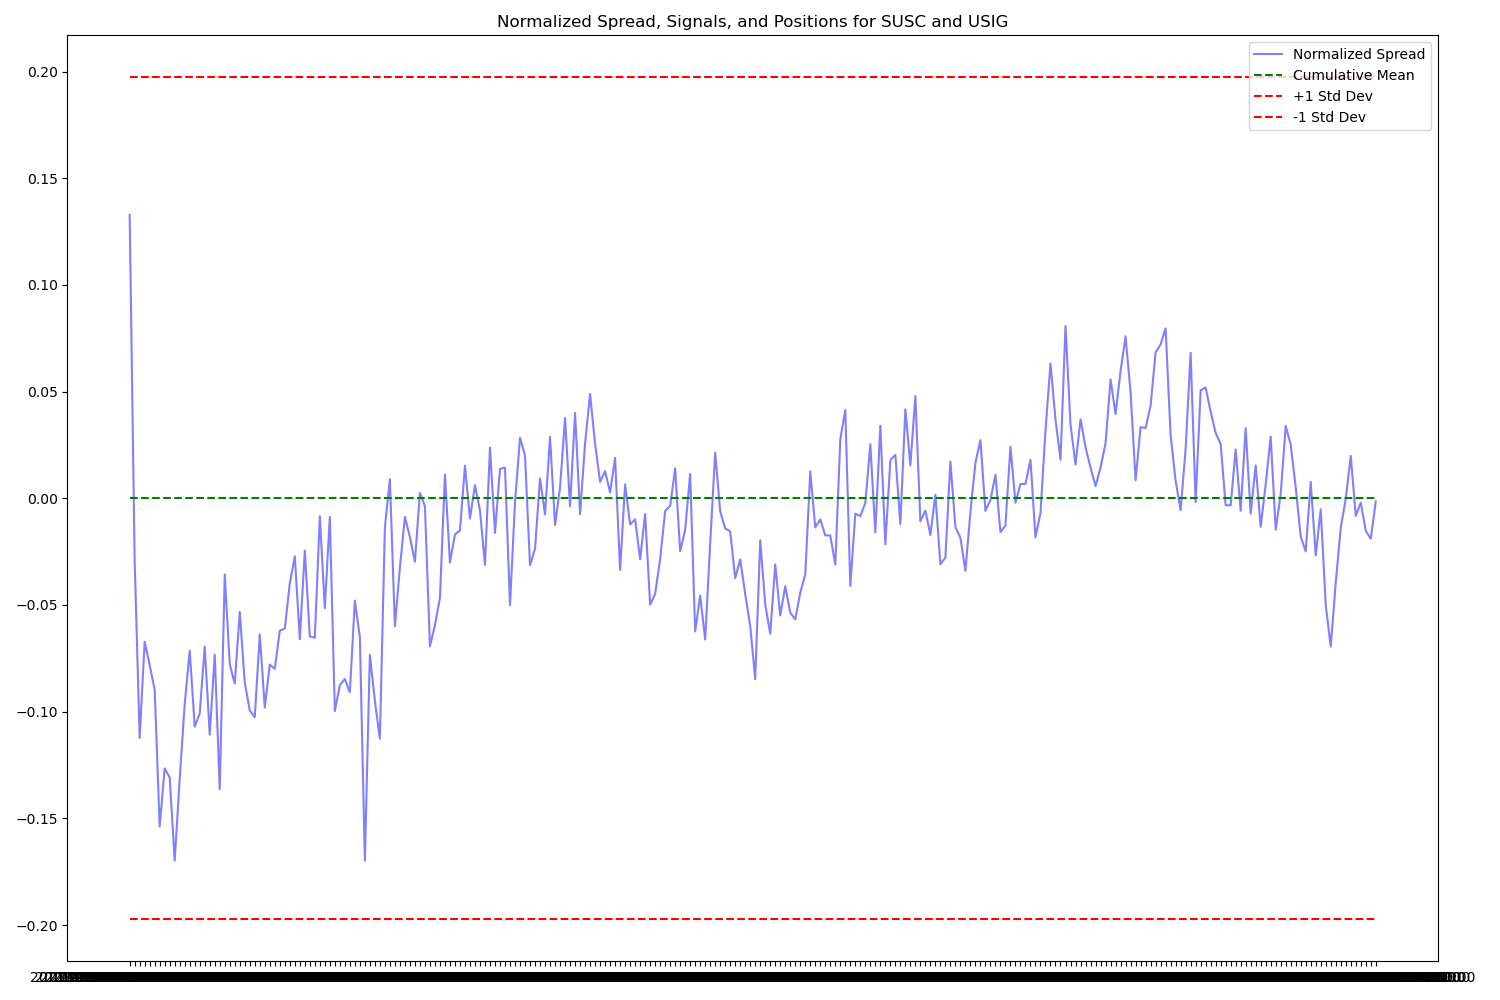 Normalized Spread, Signals, and Positions for SUSC and USIG
Normalized Spread
Cumulative Mean
+1 Std Dev
-1 Std Dev
0.20
0.15
0.10
0.05
0.00
−0.05
−0.10
−0.15
−0.20